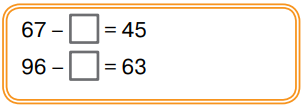 67 – □ = 45
96 – □ = 63